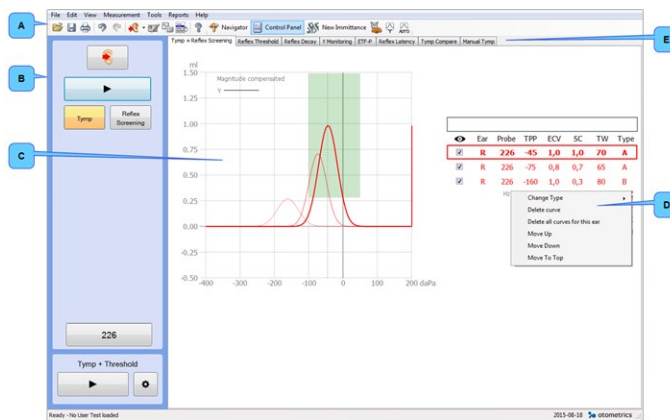 File Edit View Measurement Tools Reports Help
A
Navigator Control Panel New Immittance AUTO
E
Tymp + Reflex Screening Reflex Threshold Reflex Decay Y Monitoring ETF-P Reflex Latency Tymp Compare Manual Tymp
B
Tymp Reflex Screening
226
Tymp + Threshold
C
ml
1.50
1.25
1.00
0.75
0.50
0.25
0.00
-0.25
-0.50
Magnitude compensated
Y
-400 -300 -200 -100 0 200 daPa
Ear Probe TPP ECV SC TW Type
R 226 -45 1,0 1,0 70 A
R 226 -75 0,8 0,7 65 A
R 226 -160 1,0 0,3 80 B
Change Type
Delete curve
Delete all curves for this ear
Move Up
Move Down
Move To Top
D
Ready - No User Test loaded
2015-08-18 otometrics